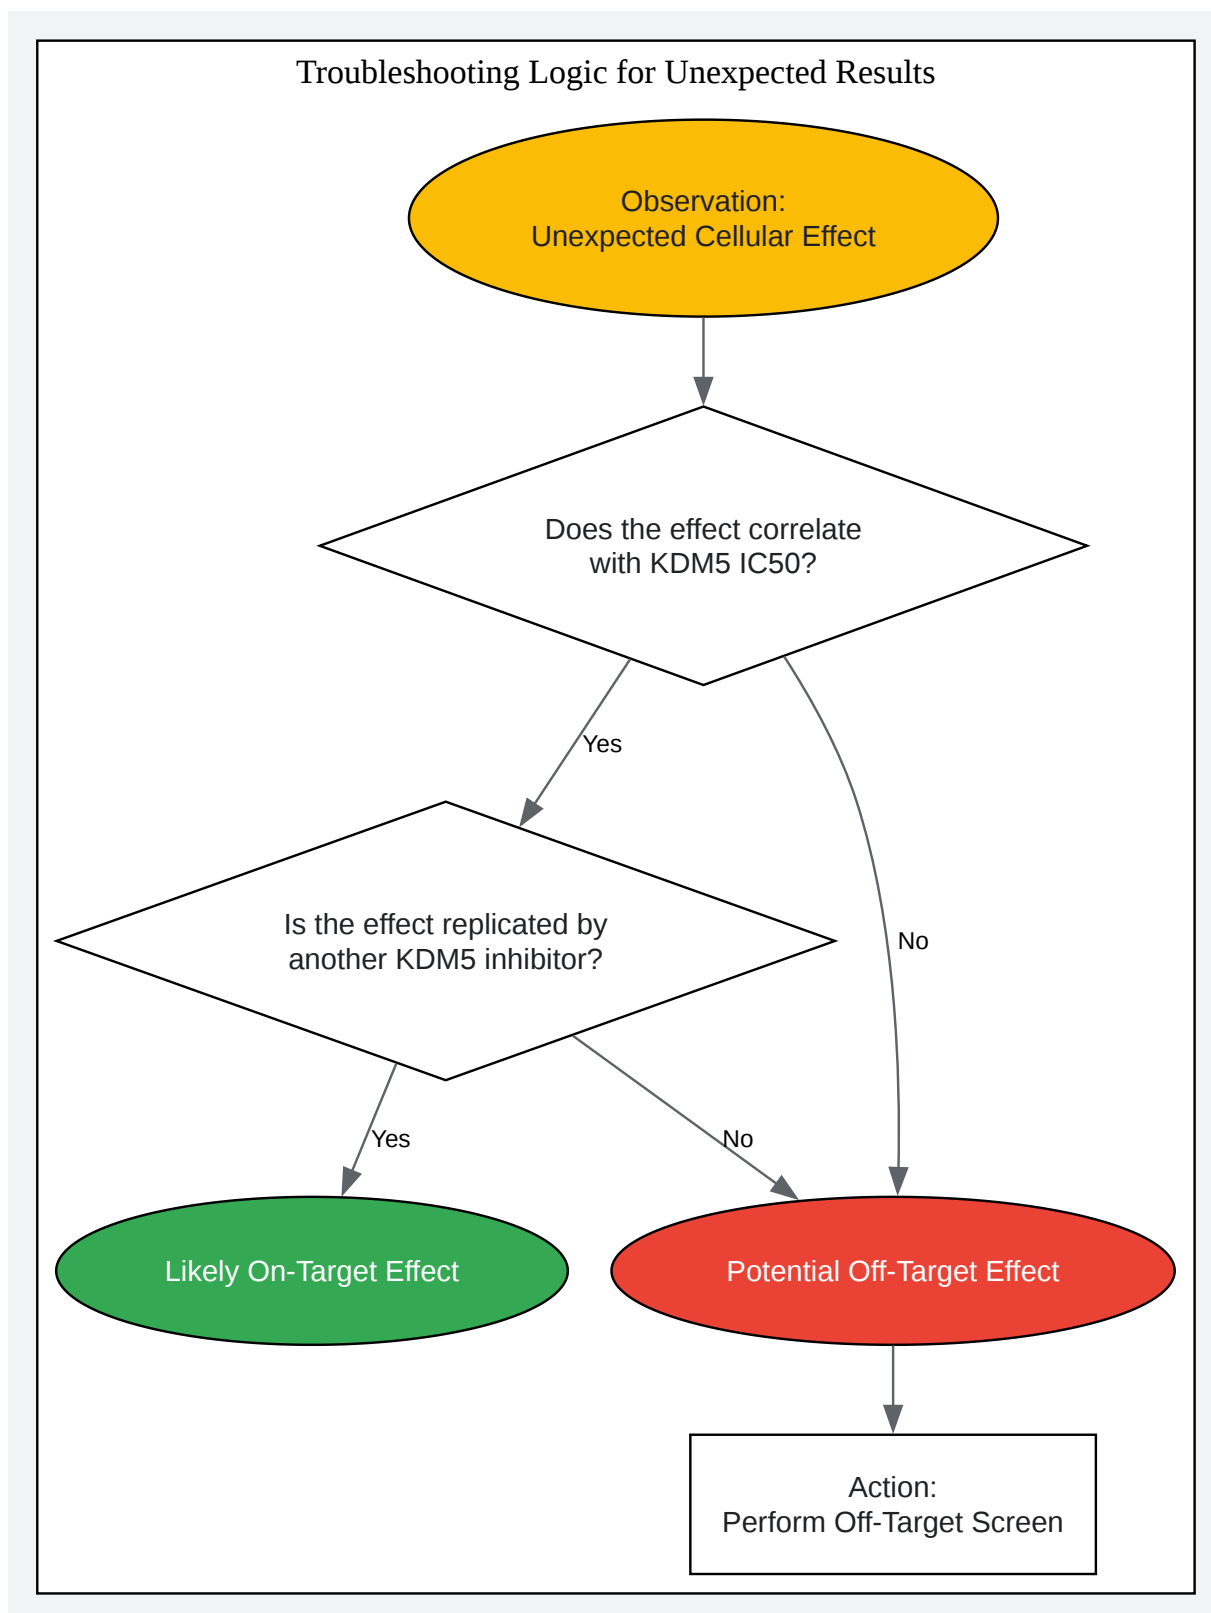 Troubleshooting Logic for Unexpected Results
Observation:
Unexpected Cellular Effect
Does the effect correlate
with KDM5 IC50?
Yes
No
Is the effect replicated by
another KDM5 inhibitor?
Yes
No
Likely On-Target Effect
Potential Off-Target Effect
Action:
Perform Off-Target Screen